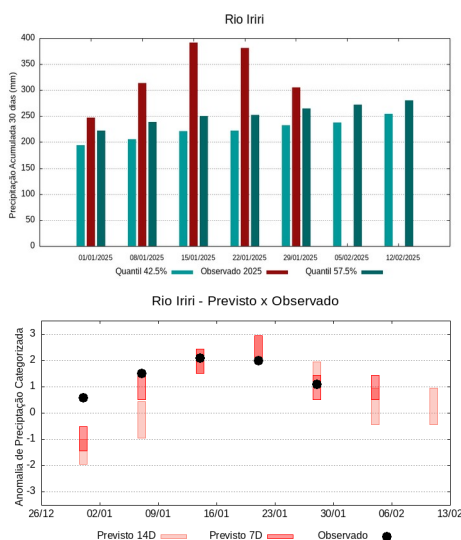 Rio Iriri
Precipitação Acumulada 30 dias (mm)
400
350
300
250
200
150
100
50
0
01/01/2025 08/01/2025 15/01/2025 22/01/2025 29/01/2025 05/02/2025 12/02/2025
Quantil 42.5% Observado 2025 Quantil 57.5%
Rio Iriri - Previsto x Observado
Anomalia de Preciptação Categorizada
3
2
1
0
-1
-2
-3
26/12 02/01 09/01 16/01 23/01 30/01 06/02 13/02
Previsto 14D Previsto 7D Observado